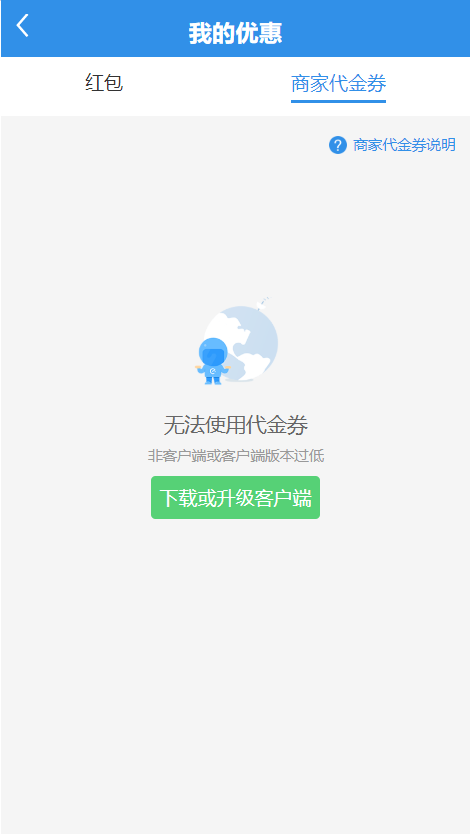 我的优惠
红包
商家代金券
? 商家代金券说明
无法使用代金券
非客户端或客户端版本过低
下载或升级客户端